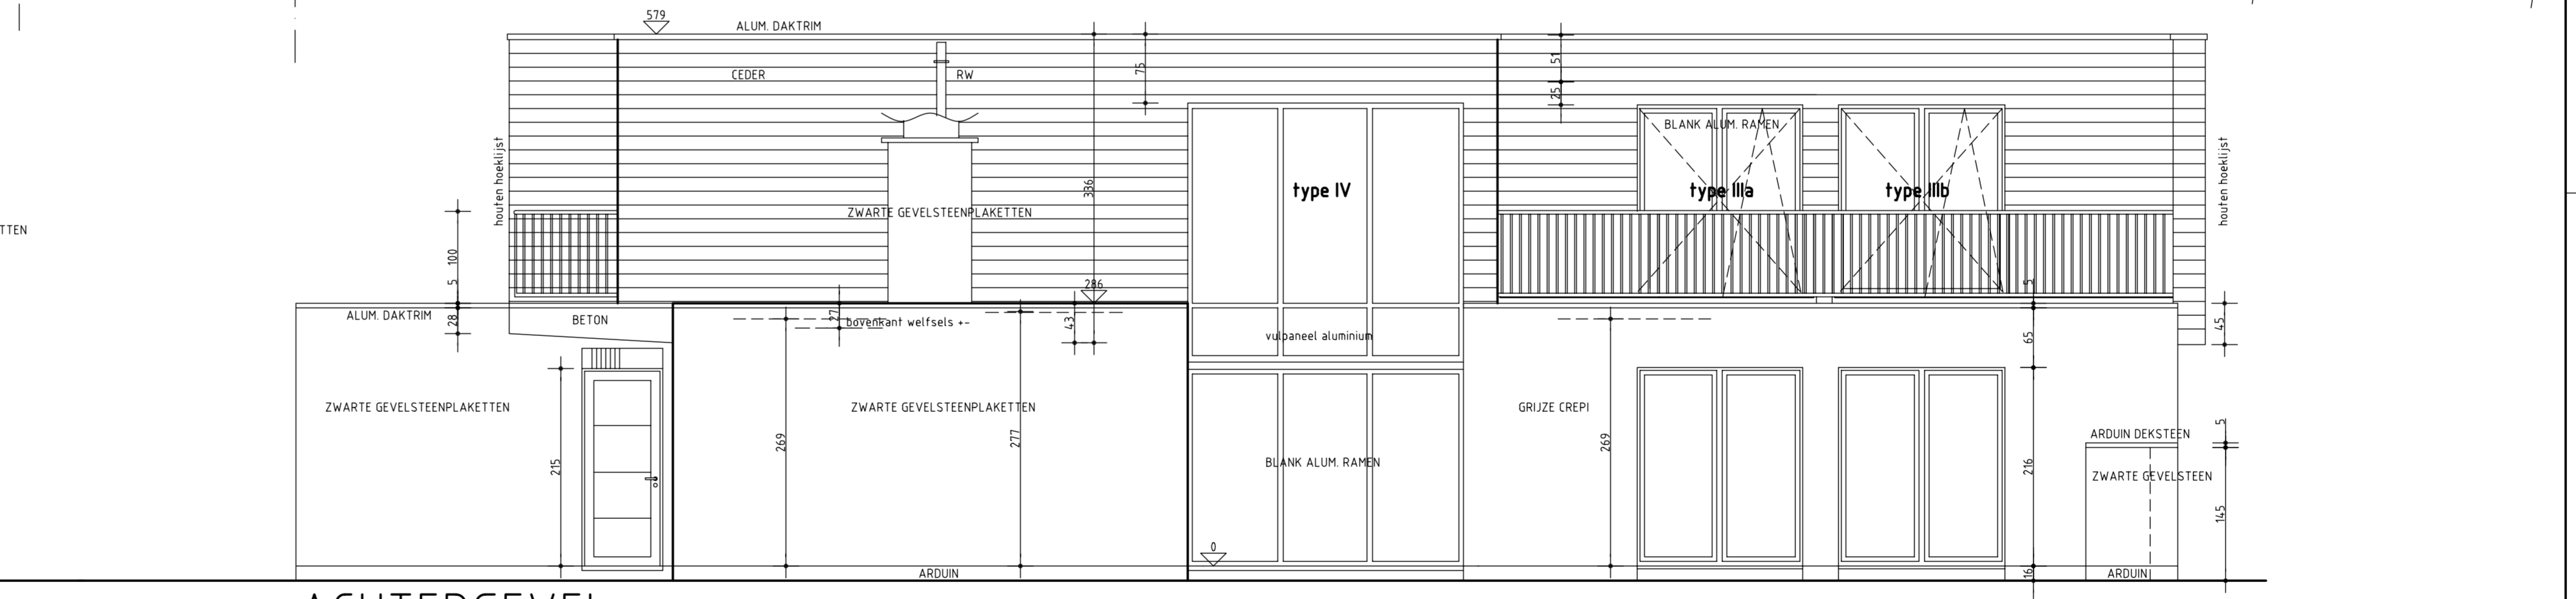 579
ALUM. DAKTRIM
CEDER
RW
75
51
25
BLANK ALUM. RAMEN
houten hoeklijst
houten hoeklijst
type IV
type IIIa
type IIIb
336
ZWARTE GEVELSTEENPLAKETTEN
TTEN
100
5
286
5
ALUM. DAKTRIM
28
BETON
27
bovenkant welfsels +-
43
vulpaneel aluminium
65
45
ZWARTE GEVELSTEENPLAKETTEN
ZWARTE GEVELSTEENPLAKETTEN
GRIJZE CREPI
5
ARDUIN DEKSTEEN
215
269
277
269
BLANK ALUM. RAMEN
216
ZWARTE GEVELSTEEN
145
0
ARDUIN
16
ARDUIN
ACHTERGEVEL